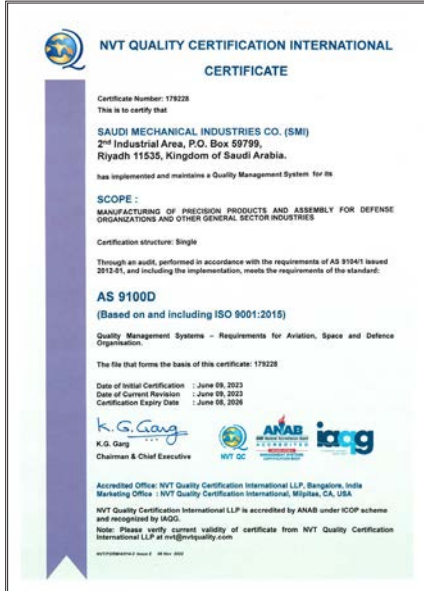 NVT QUALITY CERTIFICATION INTERNATIONAL
CERTIFICATE
Certificate Number: 179228
This is to certify that
SAUDI MECHANICAL INDUSTRIES CO. (SMI)
2nd Industrial Area, P.O. Box 59799,
Riyadh 11535, Kingdom of Saudi Arabia.
has implemented and maintains a Quality Management System for its
SCOPE :
MANUFACTURING OF PRECISION PRODUCTS AND ASSEMBLY FOR DEFENSE
ORGANIZATIONS AND OTHER GENERAL SECTOR INDUSTRIES
Certification structure: Single
Through an audit, performed in accordance with the requirements of AS 9104/1 issued
2012-01, and including the implementation, meets the requirements of the standard:
AS 9100D
(Based on and including ISO 9001:2015)
Quality Management Systems – Requirements for Aviation, Space and Defence
Organisation.
The file that forms the basis of this certificate: 179228
Date of Initial Certification : June 09, 2023
Date of Current Revision : June 09, 2023
Certification Expiry Date : June 08, 2026
K.G. Garg
K.G. Garg
Chairman & Chief Executive
NVT QC
ANAB
ACCREDITED
iaqg
Accredited Office: NVT Quality Certification International LLP, Bangalore, India
Marketing Office : NVT Quality Certification International, Milpitas, CA, USA
NVT Quality Certification International LLP is accredited by ANAB under ICOP scheme
and recognized by IAQG.
Note: Please verify current validity of certificate from NVT Quality Certification
International LLP at nvt@nvtquality.com